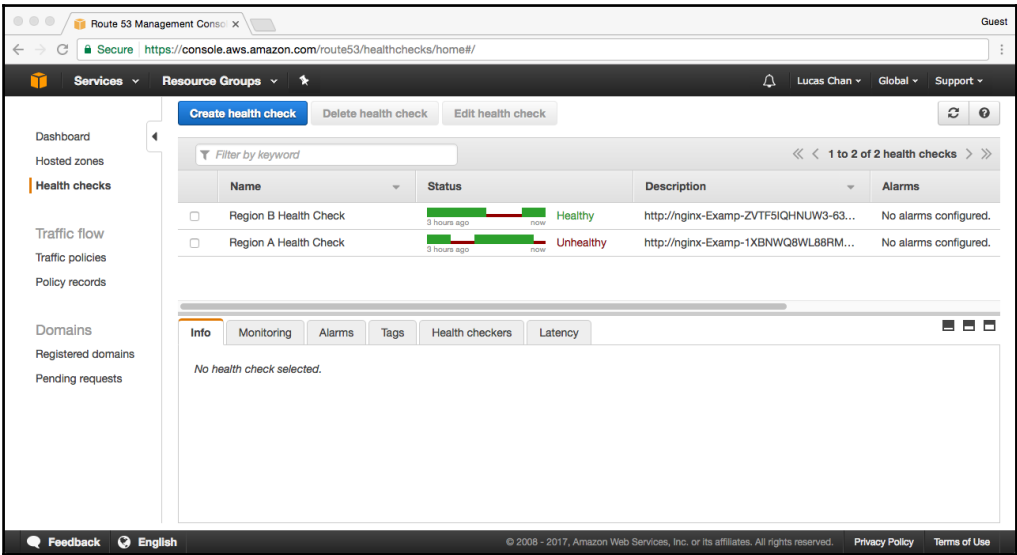 Route 53 Management Conso
Guest
Secure https://console.aws.amazon.com/route53/healthchecks/home#/
Services Resource Groups Lucas Chan Global Support
Create health check Delete health check Edit health check
Dashboard
Hosted zones
Health checks
Traffic flow
Traffic policies
Policy records
Domains
Registered domains
Pending requests
Filter by keyword
1 to 2 of 2 health checks
Name Status Description Alarms
Region B Health Check 3 hours ago now Healthy http://nginx-Examp-ZVTF5IQHNUW3-63... No alarms configured.
Region A Health Check 3 hours ago now Unhealthy http://nginx-Examp-1XBNWQ8WL88RM... No alarms configured.
Info Monitoring Alarms Tags Health checkers Latency
No health check selected.
Feedback English © 2008 - 2017, Amazon Web Services, Inc. or its affiliates. All rights reserved. Privacy Policy Terms of Use